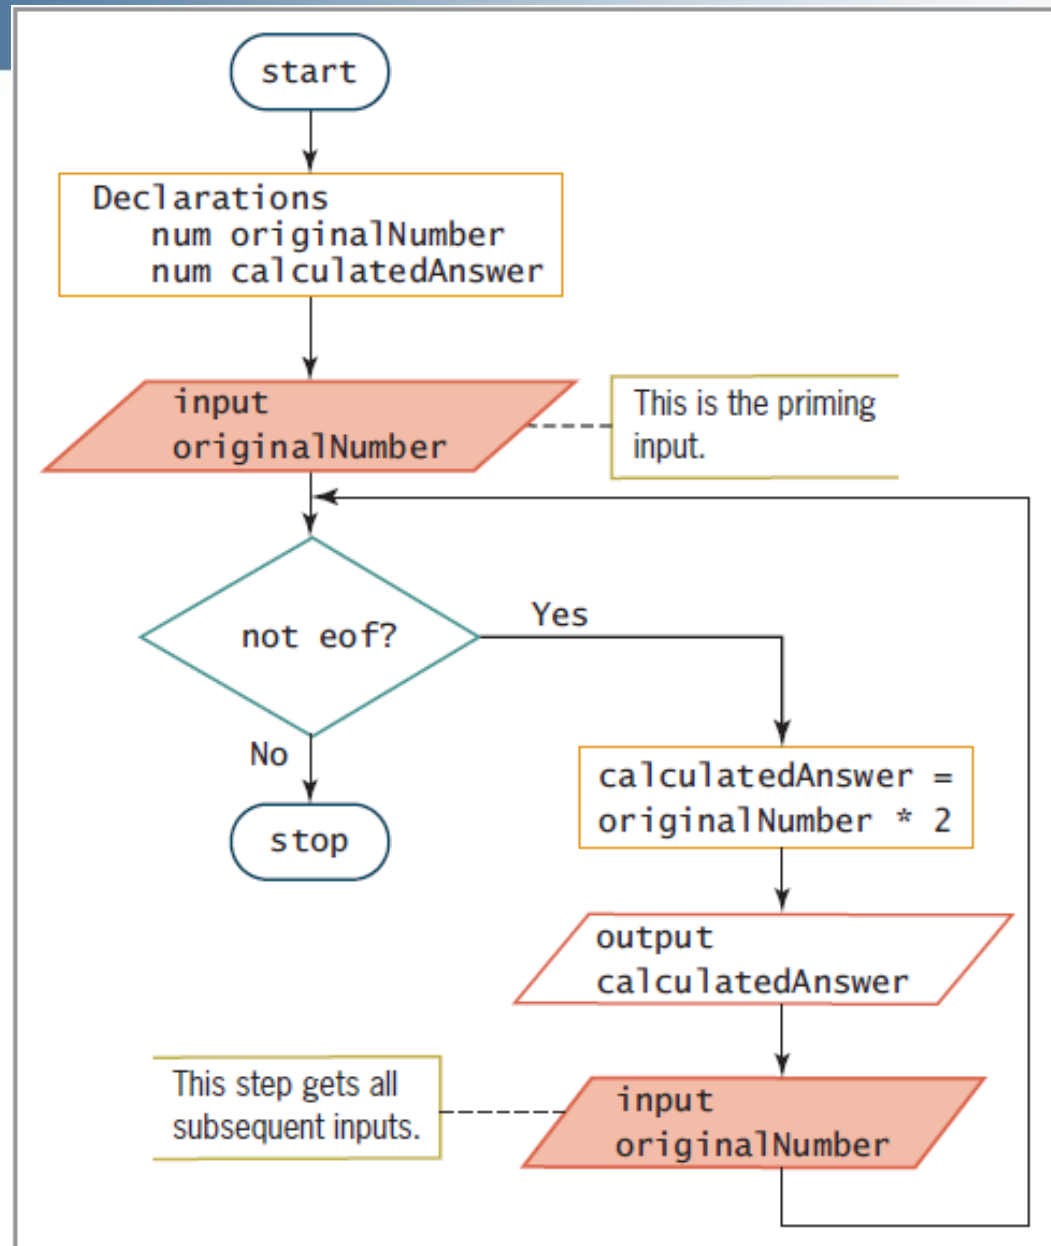 start
Declarations
num originalNumber
num calculatedAnswer
input
originalNumber
This is the priming
input.
not eof?
Yes
No
stop
calculatedAnswer =
originalNumber * 2
output
calculatedAnswer
This step gets all
subsequent inputs.
input
originalNumber